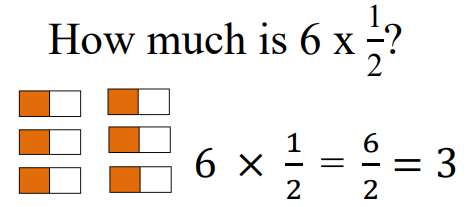 How much is 6 x 1/2?
6 × 1/2 = 6/2 = 3